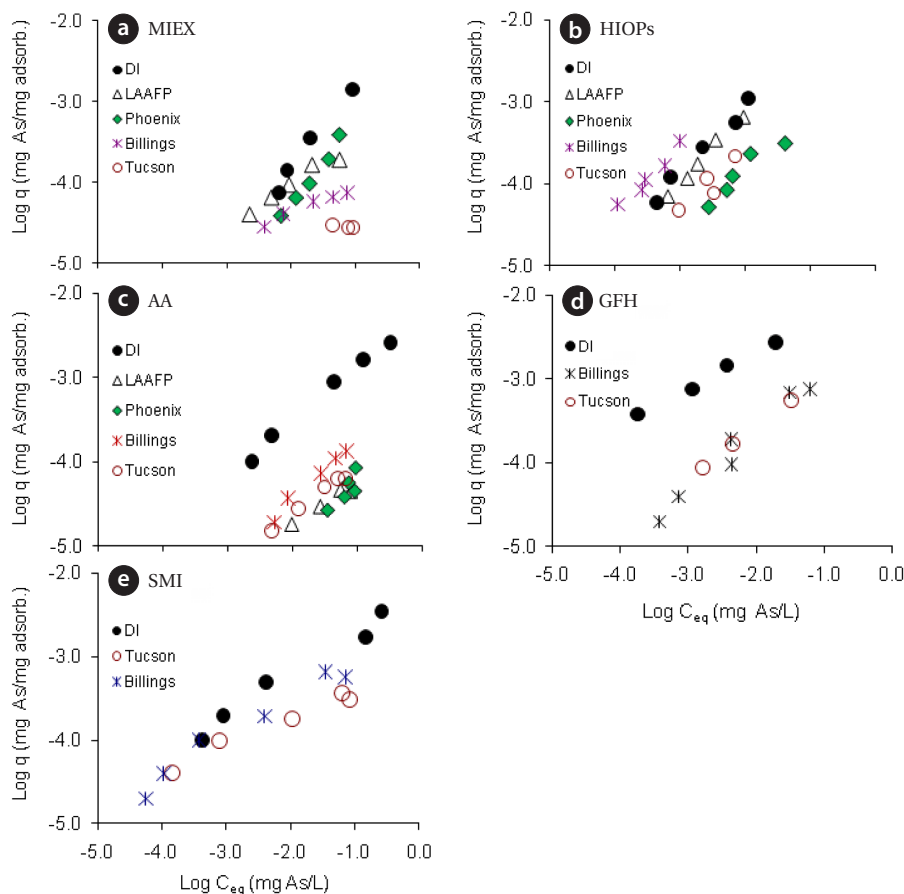 a MIEX
DI
LAAFP
Phoenix
Billings
Tucson
-2.0
-3.0
-4.0
-5.0
Log q (mg As/mg adsorb.)
b HIOPs
DI
LAAFP
Phoenix
Billings
Tucson
-2.0
-3.0
-4.0
-5.0
Log q (mg As/mg adsorb.)
c AA
DI
LAAFP
Phoenix
Billings
Tucson
-2.0
-3.0
-4.0
-5.0
Log q (mg As/mg adsorb.)
d GFH
DI
Billings
Tucson
-2.0
-3.0
-4.0
-5.0
Log q (mg As/mg adsorb.)
-5.0 -4.0 -3.0 -2.0 -1.0 0.0
Log Ceq (mg As/L)
e SMI
DI
Tucson
Billings
-2.0
-3.0
-4.0
-5.0
Log q (mg As/mg adsorb.)
-5.0 -4.0 -3.0 -2.0 -1.0 0.0
Log Ceq (mg As/L)